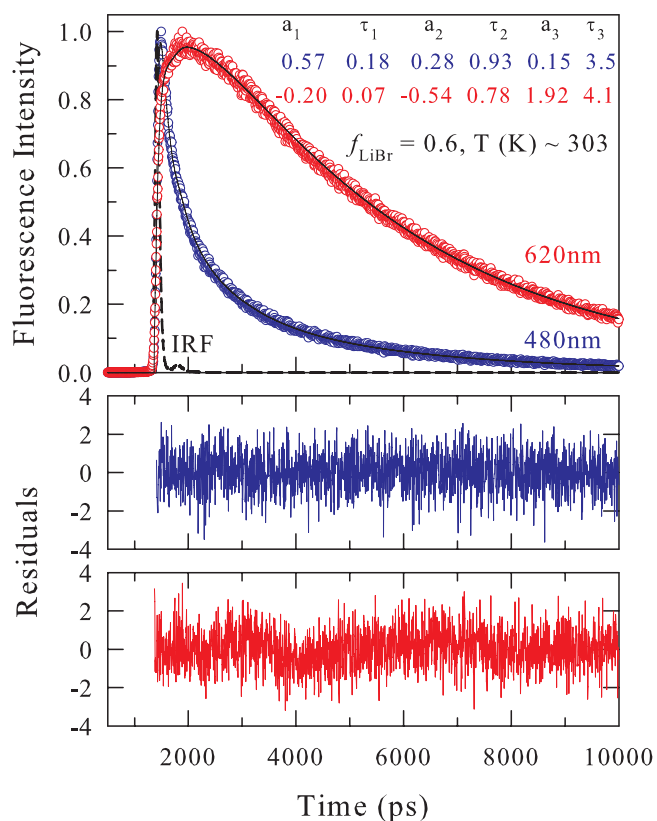 a1 τ1 a2 τ2 a3 τ3
0.57 0.18 0.28 0.93 0.15 3.5
-0.20 0.07 -0.54 0.78 1.92 4.1
fLiBr = 0.6, T (K) ~ 303
620nm
480nm
IRF
Fluorescence Intensity
1.0
0.8
0.6
0.4
0.2
0.0
4
2
0
-2
-4
Residuals
4
2
0
-2
-4
2000 4000 6000 8000 10000
Time (ps)